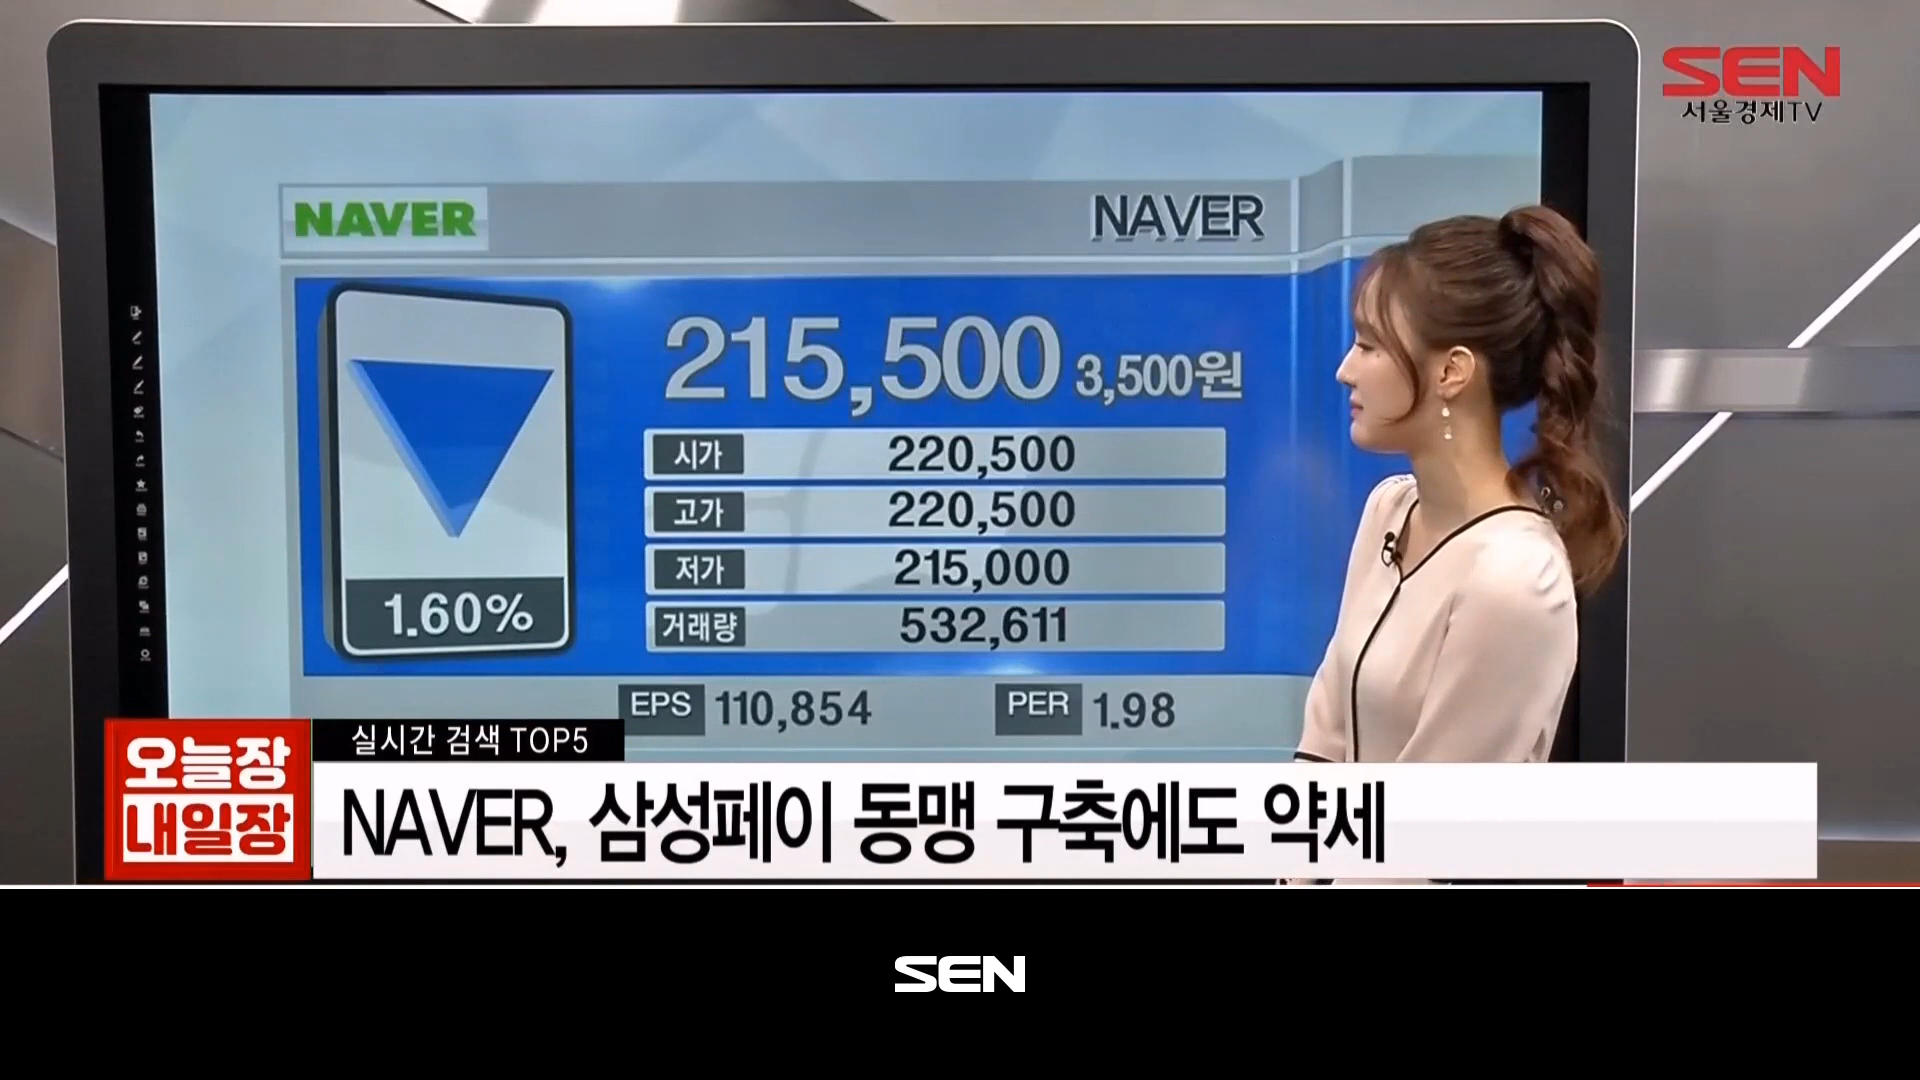 SEN
서울경제TV
NAVER
NAVER
215,500 3,500원
시가 220,500
고가 220,500
저가 215,000
거래량 532,611
1.60%
EPS 110,854 PER 1.98
오늘장
내일장
실시간 검색 TOP5
NAVER, 삼성페이 동맹 구축에도 약세
SEN